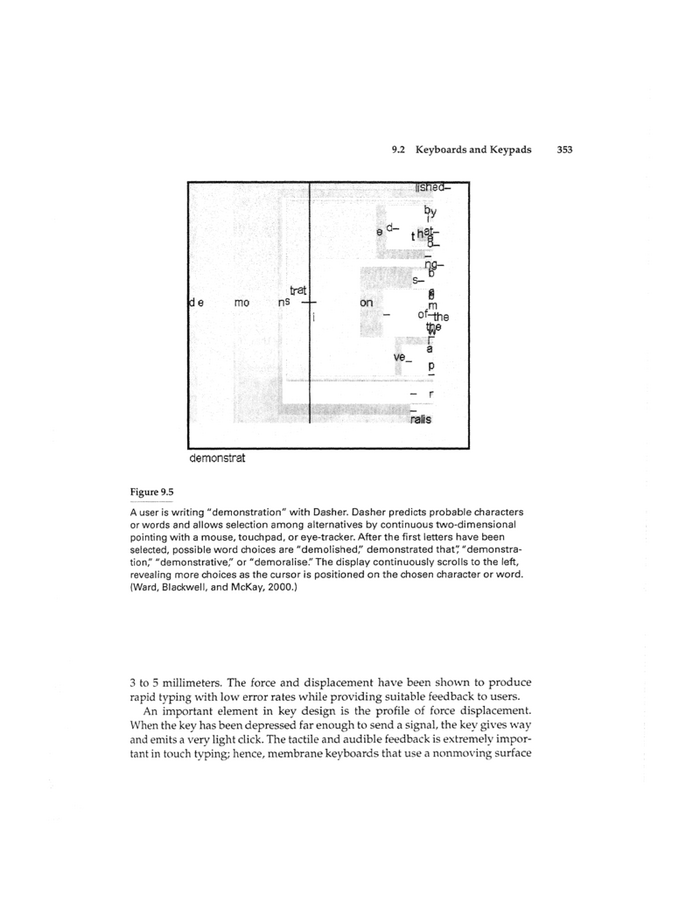 9.2 Keyboards and Keypads 353
lished–
by
e d– that–
ng–
s–
trat
de mo ns on – of–the
i
the
ve_ a
p
– r
ralis
demonstrat
Figure 9.5
A user is writing "demonstration" with Dasher. Dasher predicts probable characters
or words and allows selection among alternatives by continuous two-dimensional
pointing with a mouse, touchpad, or eye-tracker. After the first letters have been
selected, possible word choices are "demolished," demonstrated that", "demonstra-
tion," "demonstrative," or "demoralise." The display continuously scrolls to the left,
revealing more choices as the cursor is positioned on the chosen character or word.
(Ward, Blackwell, and McKay, 2000.)
3 to 5 millimeters. The force and displacement have been shown to produce
rapid typing with low error rates while providing suitable feedback to users.
An important element in key design is the profile of force displacement.
When the key has been depressed far enough to send a signal, the key gives way
and emits a very light click. The tactile and audible feedback is extremely impor-
tant in touch typing; hence, membrane keyboards that use a nonmoving surface